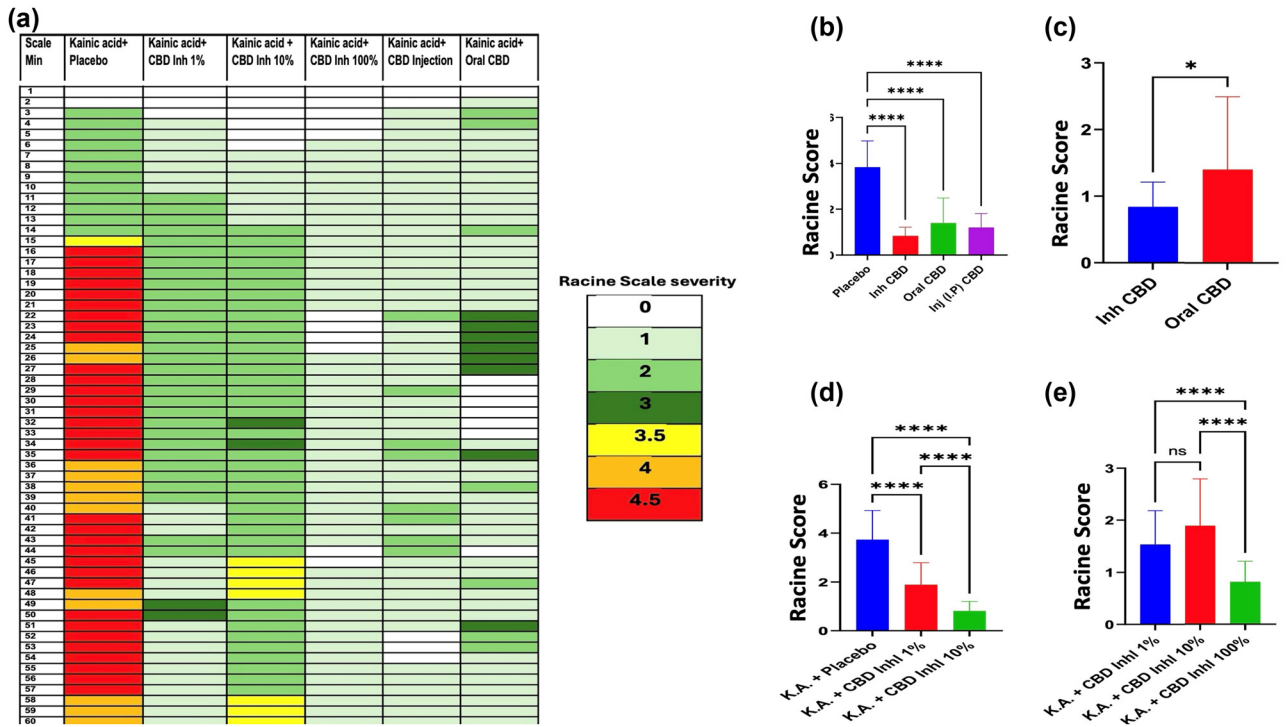 (a)
Scale
Min
Kainic acid+
Placebo
Kainic acid+
CBD Inh 1%
Kainic acid +
CBD Inh 10%
Kainic acid+
CBD Inh 100%
Kainic acid+
CBD Injection
Kainic acid+
Oral CBD
1
2
3
4
5
6
7
8
9
10
11
12
13
14
15
16
17
18
19
20
21
22
23
24
25
26
27
28
29
30
31
32
33
34
35
36
37
38
39
40
41
42
43
44
45
46
47
48
49
50
51
52
53
54
55
56
57
58
59
60
Racine Scale severity
0
1
2
3
3.5
4
4.5
(b)
****
****
****
Racine Score
6
4
2
Placebo
Inh CBD
Oral CBD
Inj (I.P) CBD
(c)
*
Racine Score
3
2
1
0
Inh CBD
Oral CBD
(d)
****
****
****
Racine Score
6
4
2
0
K.A. + Placebo
K.A. + CBD Inhl 1%
K.A. + CBD Inhl 10%
(e)
****
****
ns
Racine Score
3
2
1
0
K.A. + CBD Inhl 1%
K.A. + CBD Inhl 10%
K.A. + CBD Inhl 100%